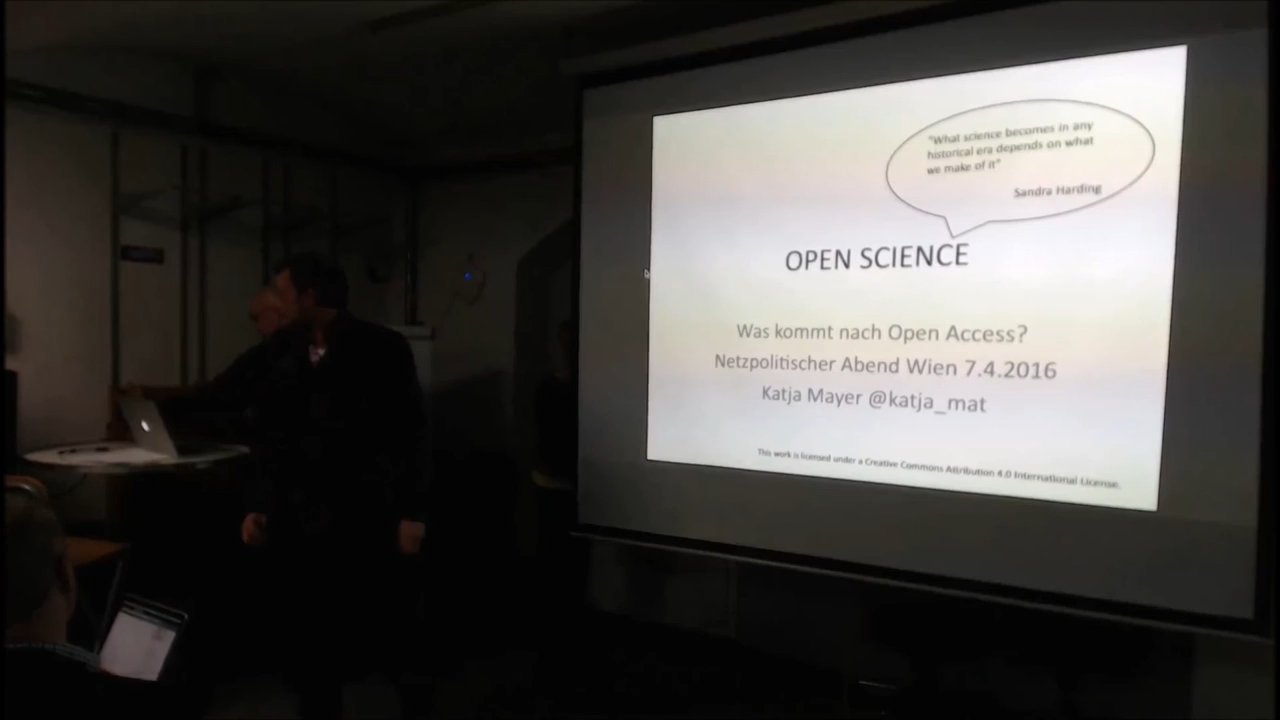 "What science becomes in any
historical era depends on what
we make of it"
Sandra Harding
OPEN SCIENCE
Was kommt nach Open Access?
Netzpolitischer Abend Wien 7.4.2016
Katja Mayer @katja_mat
This work is licensed under a Creative Commons Attribution 4.0 International License.